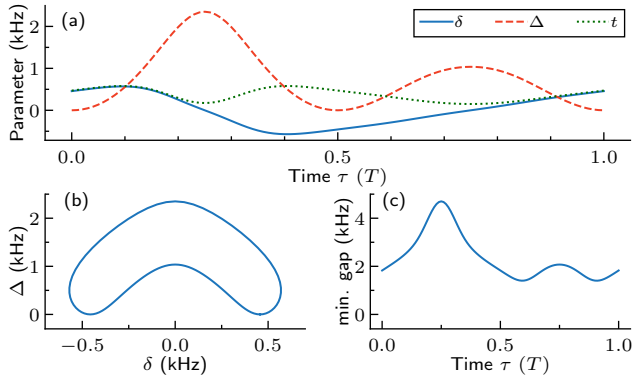 (a)
δ
Δ
t
Parameter (kHz)
2
1
0
0.0
0.5
1.0
Time τ (T)
(b)
Δ (kHz)
2
1
0
−0.5
0.0
0.5
δ (kHz)
(c)
min. gap (kHz)
4
2
0
0.0
0.5
1.0
Time τ (T)